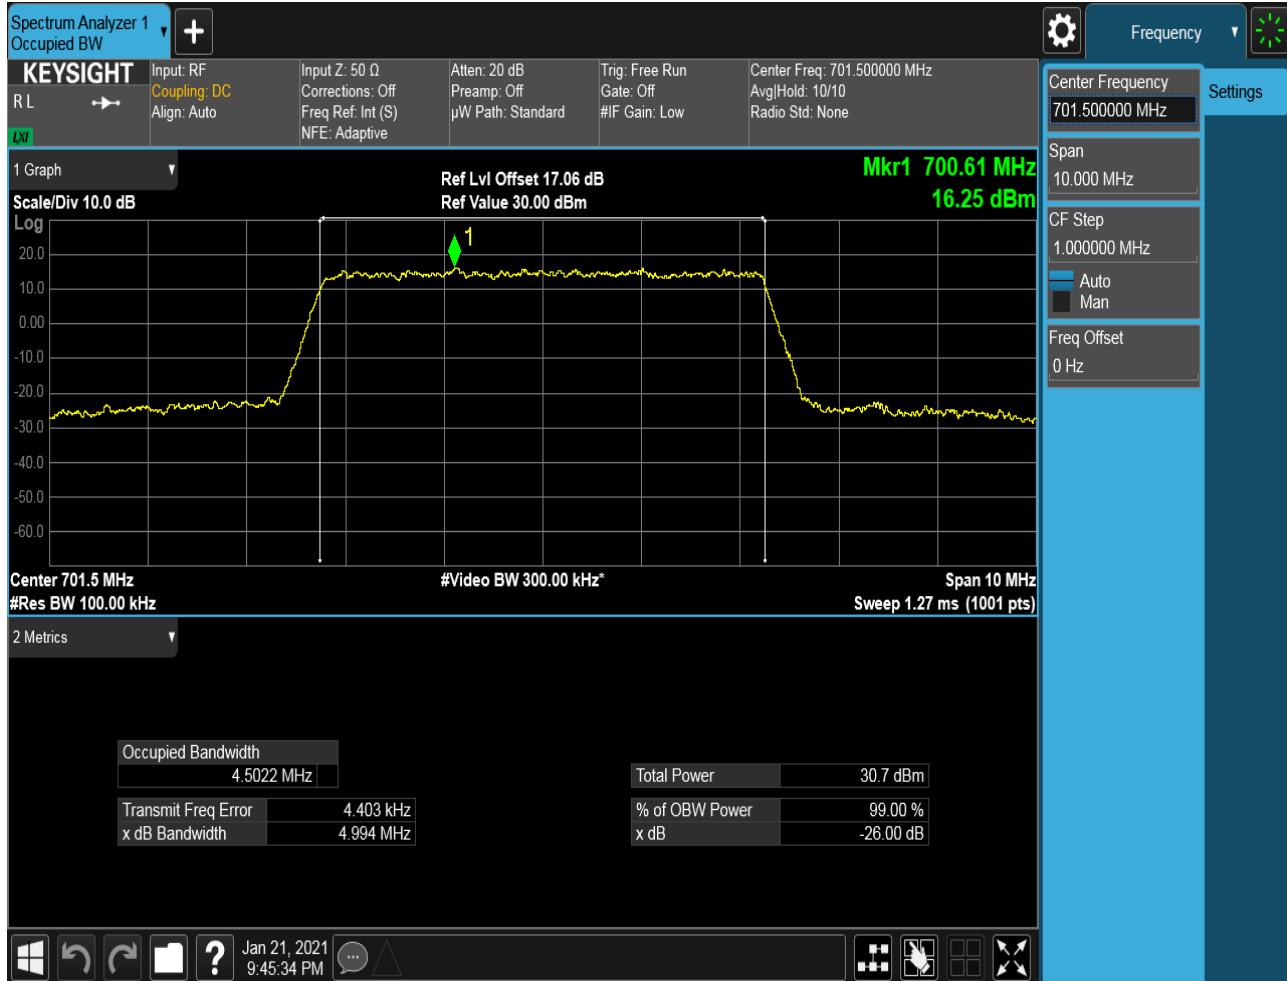 Spectrum Analyzer 1
Occupied BW
Frequency
KEYSIGHT
R L
LXI
Input: RF
Coupling: DC
Align: Auto
Input Z: 50 Ω
Corrections: Off
Freq Ref: Int (S)
NFE: Adaptive
Atten: 20 dB
Preamp: Off
µW Path: Standard
Trig: Free Run
Gate: Off
#IF Gain: Low
Center Freq: 701.500000 MHz
Avg|Hold: 10/10
Radio Std: None
Center Frequency
701.500000 MHz
Settings
Span
10.000 MHz
CF Step
1.000000 MHz
Auto
Man
Freq Offset
0 Hz
1 Graph
Scale/Div 10.0 dB
Ref Lvl Offset 17.06 dB
Ref Value 30.00 dBm
Mkr1 700.61 MHz
16.25 dBm
Log
1
20.0
10.0
0.00
-10.0
-20.0
-30.0
-40.0
-50.0
-60.0
Center 701.5 MHz
#Video BW 300.00 kHz*
Span 10 MHz
#Res BW 100.00 kHz
Sweep 1.27 ms (1001 pts)
2 Metrics
Occupied Bandwidth
4.5022 MHz
Total Power 30.7 dBm
Transmit Freq Error 4.403 kHz
% of OBW Power 99.00 %
x dB Bandwidth 4.994 MHz
x dB -26.00 dB
Jan 21, 2021
9:45:34 PM